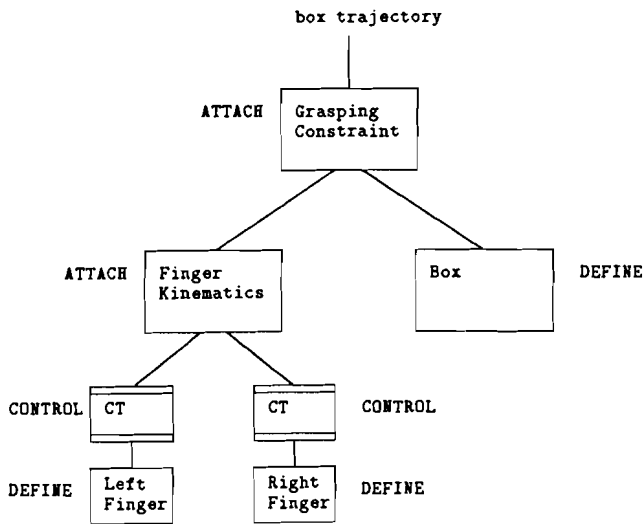 box trajectory
ATTACH Grasping
Constraint
ATTACH Finger
Kinematics
Box DEFINE
CONTROL CT CT CONTROL
DEFINE Left Right DEFINE
Finger Finger